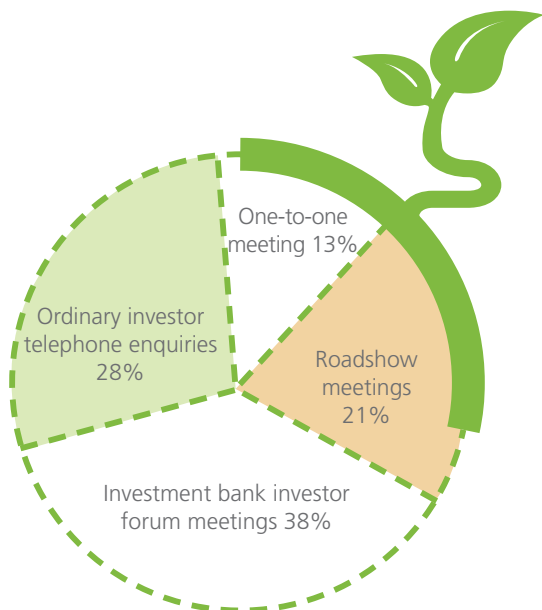 One-to-one
meeting 13%
Roadshow
meetings
21%
Ordinary investor
telephone enquiries
28%
Investment bank investor
forum meetings 38%